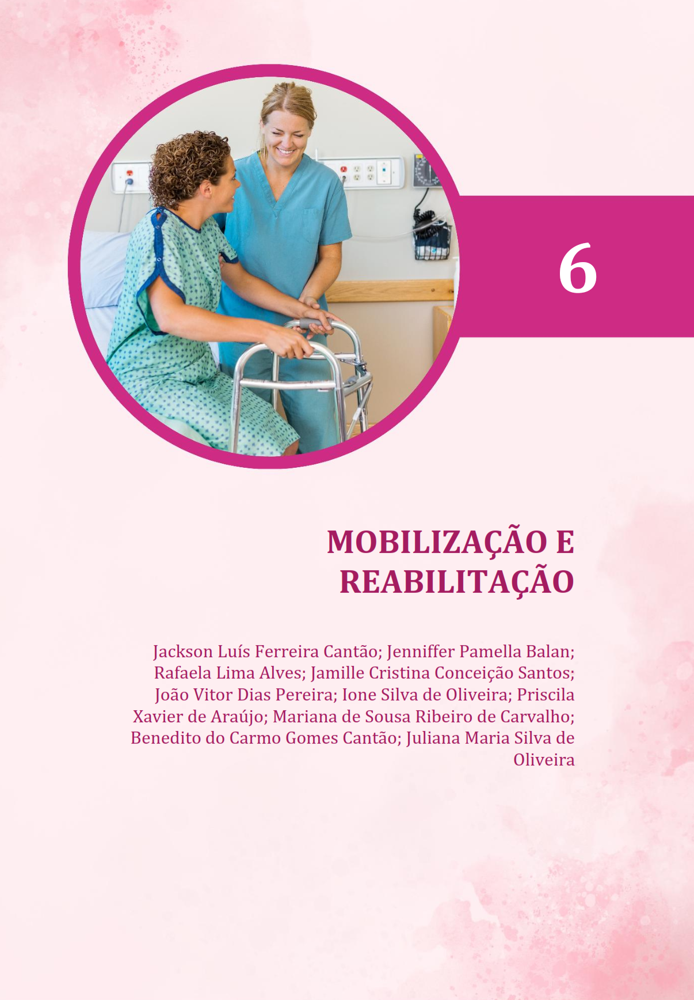 6
MOBILIZAÇÃO E
REABILITAÇÃO
Jackson Luís Ferreira Cantão; Jenniffer Pamella Balan;
Rafaela Lima Alves; Jamille Cristina Conceição Santos;
João Vitor Dias Pereira; Ione Silva de Oliveira; Priscila
Xavier de Araújo; Mariana de Sousa Ribeiro de Carvalho;
Benedito do Carmo Gomes Cantão; Juliana Maria Silva de
Oliveira